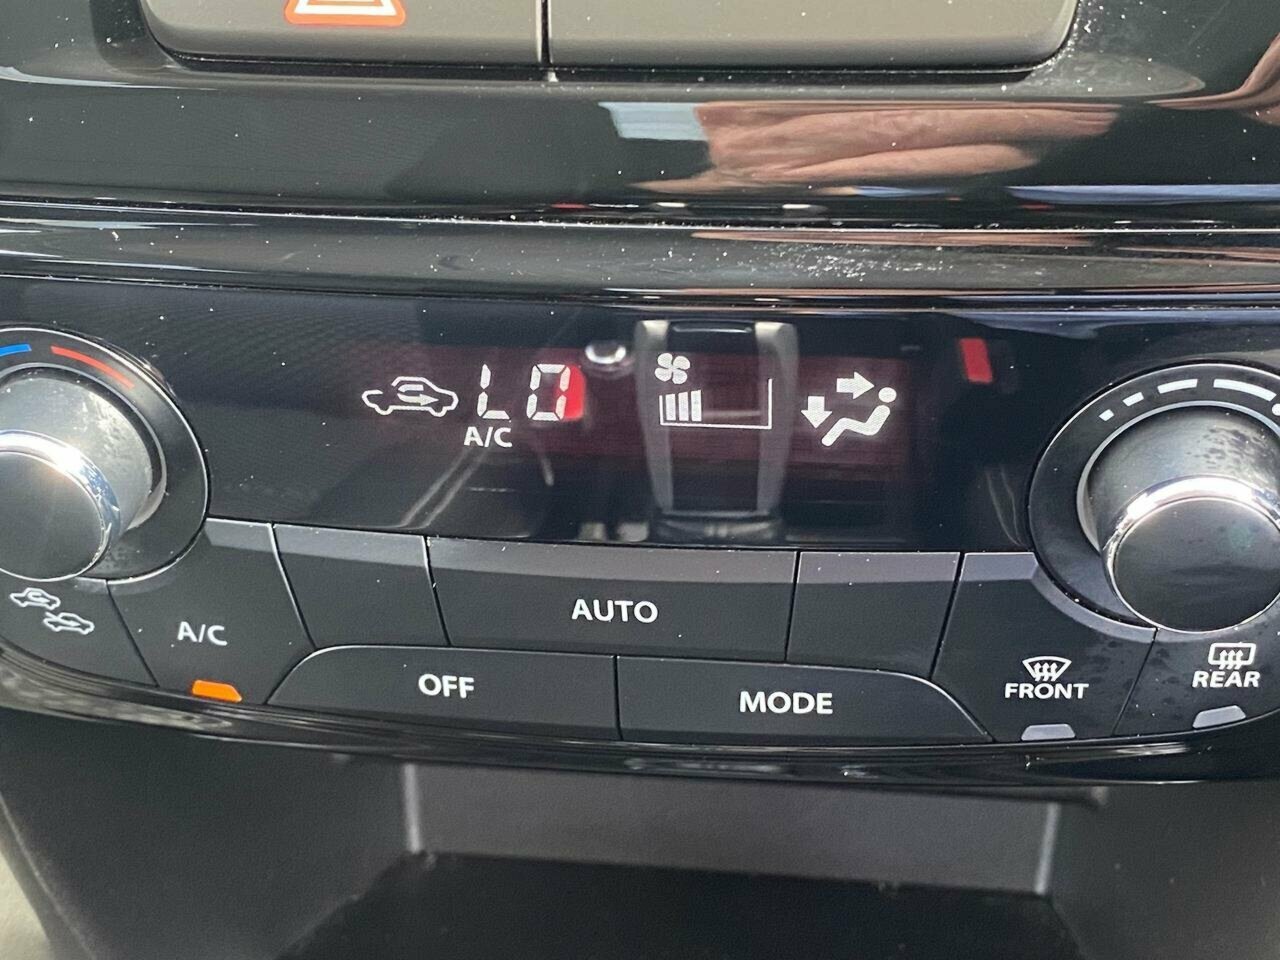 LO
A/C
AUTO
A/C
OFF
MODE
FRONT
REAR